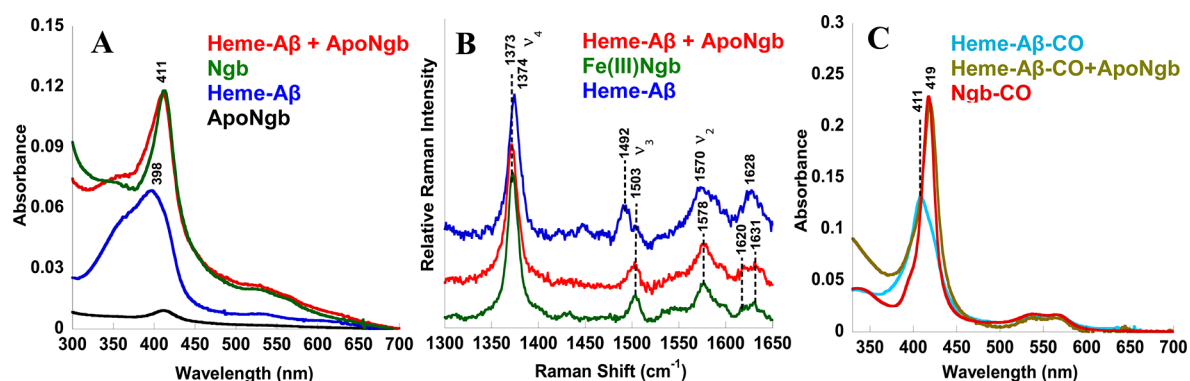 A
Heme-Aβ + ApoNgb
Ngb
Heme-Aβ
ApoNgb
411
398
0.15
0.12
0.09
0.06
0.03
0
Absorbance
300 350 400 450 500 550 600 650 700
Wavelength (nm)
B
Heme-Aβ + ApoNgb
Fe(III)Ngb
Heme-Aβ
1373
1374
ν4
1492
1503
ν3
1570
1578
ν2
1628
1620
1631
Relative Raman Intensity
1300 1350 1400 1450 1500 1550 1600 1650
Raman Shift (cm-1)
C
Heme-Aβ-CO
Heme-Aβ-CO+ApoNgb
Ngb-CO
411
419
0.3
0.25
0.2
0.15
0.1
0.05
0
Absorbance
350 400 450 500 550 600 650 700
Wavelength (nm)